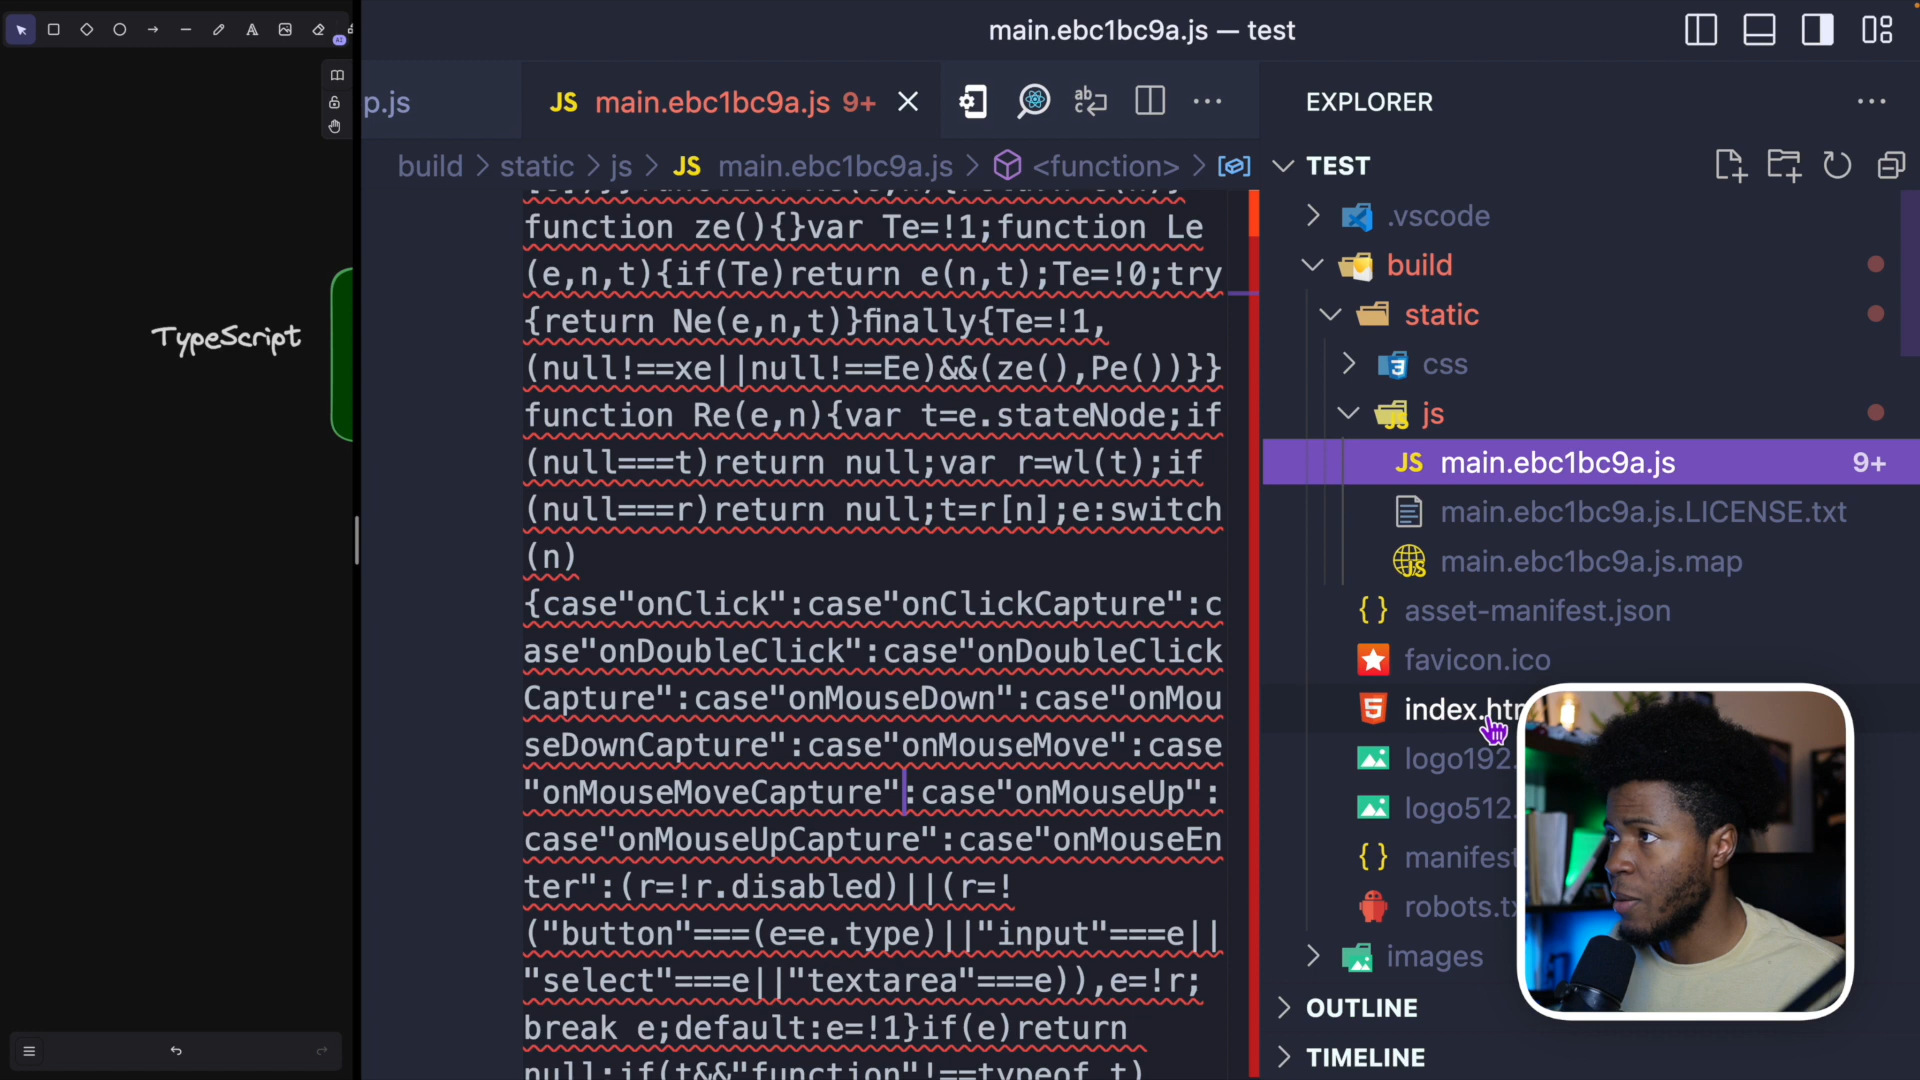 main.ebc1bc9a.js — test
p.js
JS main.ebc1bc9a.js 9+
EXPLORER
build > static > js > JS main.ebc1bc9a.js > <function> >
TEST
function ze(){}var Te=!1;function Le
(e,n,t){if(Te)return e(n,t);Te=!0;try
{return Ne(e,n,t)}finally{Te=!1,
(null!==xe||null!==Ee)&&(ze(),Pe())}}
function Re(e,n){var t=e.stateNode;if
(null===t)return null;var r=wl(t);if
(null===r)return null;t=r[n];e:switch
(n)
{case"onClick":case"onClickCapture":c
ase"onDoubleClick":case"onDoubleClick
Capture":case"onMouseDown":case"onMou
seDownCapture":case"onMouseMove":case
"onMouseMoveCapture":case"onMouseUp":
case"onMouseUpCapture":case"onMouseEn
ter":(r=!r.disabled)||(r=!
("button"===(e=e.type)||"input"===e||
"select"===e||"textarea"===e)),e=!r;
break e;default:e=!1}if(e)return
null;if(t&&"function"!==typeof t)
.vscode
build
static
css
js
JS main.ebc1bc9a.js 9+
main.ebc1bc9a.js.LICENSE.txt
main.ebc1bc9a.js.map
asset-manifest.json
favicon.ico
index.htm
logo192.
logo512.
manifest
robots.tx
images
OUTLINE
TIMELINE
TypeScript